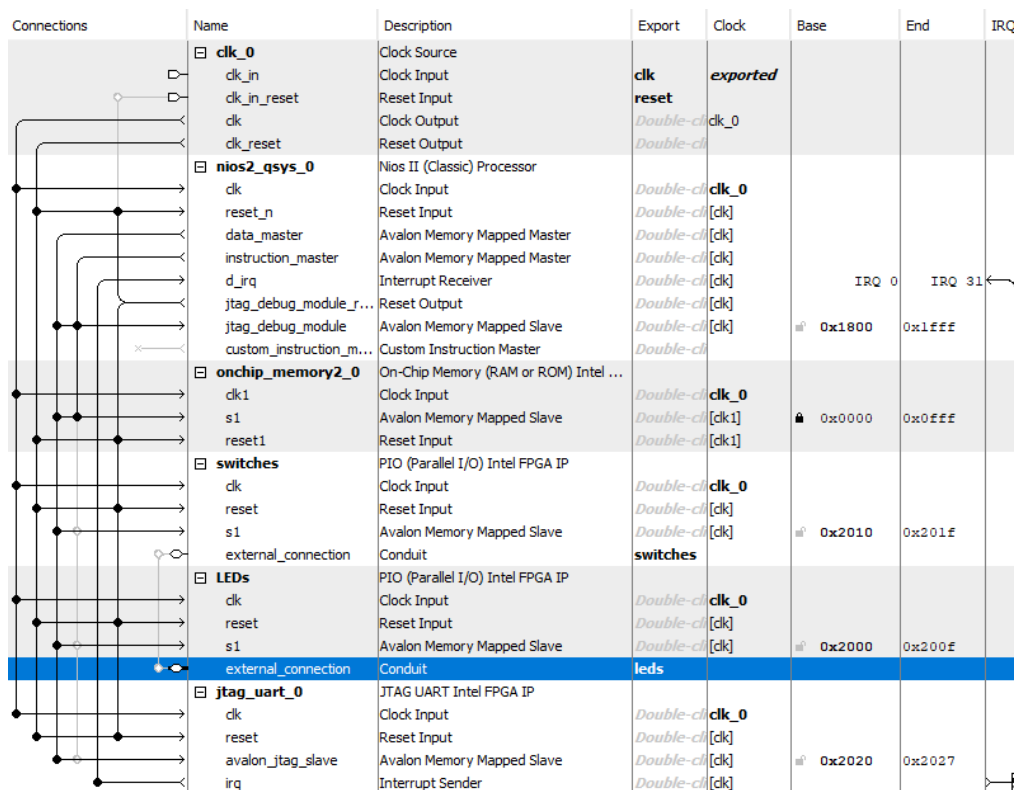 Connections Name Description Export Clock Base End IRQ
clk_0 Clock Source
clk_in Clock Input clk exported
clk_in_reset Reset Input reset
clk Clock Output Double-cli clk_0
clk_reset Reset Output Double-cli
nios2_qsys_0 Nios II (Classic) Processor
clk Clock Input Double-cli clk_0
reset_n Reset Input Double-cli [clk]
data_master Avalon Memory Mapped Master Double-cli [clk]
instruction_master Avalon Memory Mapped Master Double-cli [clk]
d_irq Interrupt Receiver Double-cli [clk] IRQ 0 IRQ 31
jtag_debug_module_r... Reset Output Double-cli [clk]
jtag_debug_module Avalon Memory Mapped Slave Double-cli [clk] 0x1800 0x1fff
custom_instruction_m... Custom Instruction Master Double-cli
onchip_memory2_0 On-Chip Memory (RAM or ROM) Intel ...
clk1 Clock Input Double-cli clk_0
s1 Avalon Memory Mapped Slave Double-cli [clk1] 0x0000 0x0fff
reset1 Reset Input Double-cli [clk1]
switches PIO (Parallel I/O) Intel FPGA IP
clk Clock Input Double-cli clk_0
reset Reset Input Double-cli [clk]
s1 Avalon Memory Mapped Slave Double-cli [clk] 0x2010 0x201f
external_connection Conduit switches
LEDs PIO (Parallel I/O) Intel FPGA IP
clk Clock Input Double-cli clk_0
reset Reset Input Double-cli [clk]
s1 Avalon Memory Mapped Slave Double-cli [clk] 0x2000 0x200f
external_connection Conduit leds
jtag_uart_0 JTAG UART Intel FPGA IP
clk Clock Input Double-cli clk_0
reset Reset Input Double-cli [clk]
avalon_jtag_slave Avalon Memory Mapped Slave Double-cli [clk] 0x2020 0x2027
irq Interrupt Sender Double-cli [clk]